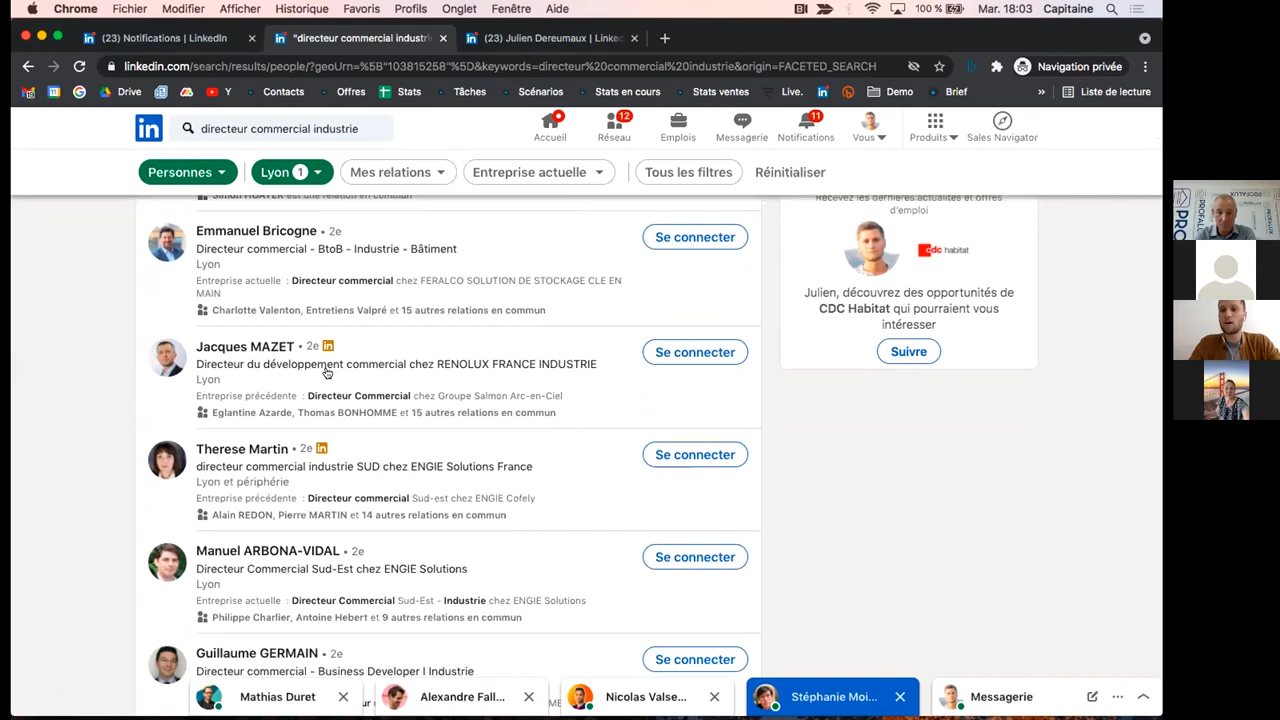 Chrome Fichier Modifier Afficher Historique Favoris Profils Onglet Fenêtre Aide 100 % Mar. 18:03 Capitaine
(23) Notifications | LinkedIn "directeur commercial industri (23) Julien Dereumaux | Linke
linkedin.com/search/results/people/?geoUrn=%5B"103815258"%5D&keywords=directeur%20commercial%20industrie&origin=FACETED_SEARCH Navigation privée
Drive Y Contacts Offres Stats Tâches Scénarios Stats en cours Stats ventes Live. Demo Brief » Liste de lecture
in directeur commercial industrie
12 11
Accueil Réseau Emplois Messagerie Notifications Vous Produits Sales Navigator
Personnes Lyon 1 Mes relations Entreprise actuelle Tous les filtres Réinitialiser
est une relation en commun
Emmanuel Bricogne • 2e
Directeur commercial - BtoB - Industrie - Bâtiment
Lyon
Entreprise actuelle : Directeur commercial chez FERALCO SOLUTION DE STOCKAGE CLE EN
MAIN
Charlotte Valenton, Entretiens Valpré et 15 autres relations en commun
Se connecter
Jacques MAZET • 2e in
Directeur du développement commercial chez RENOLUX FRANCE INDUSTRIE
Lyon
Entreprise précédente : Directeur Commercial chez Groupe Salmon Arc-en-Ciel
Eglantine Azarde, Thomas BONHOMME et 15 autres relations en commun
Se connecter
Therese Martin • 2e in
directeur commercial industrie SUD chez ENGIE Solutions France
Lyon et périphérie
Entreprise précédente : Directeur commercial Sud-est chez ENGIE Cofely
Alain REDON, Pierre MARTIN et 14 autres relations en commun
Se connecter
Manuel ARBONA-VIDAL • 2e
Directeur Commercial Sud-Est chez ENGIE Solutions
Lyon
Entreprise actuelle : Directeur Commercial Sud-Est - Industrie chez ENGIE Solutions
Philippe Charlier, Antoine Hebert et 9 autres relations en commun
Se connecter
Guillaume GERMAIN • 2e
Directeur commercial - Business Developer I Industrie
Se connecter
Recevez les dernières actualités et offres
d'emploi
cdc habitat
Julien, découvrez des opportunités de
CDC Habitat qui pourraient vous
intéresser
Suivre
Mathias Duret Alexandre Fall... Nicolas Valse... Stéphanie Moi... Messagerie